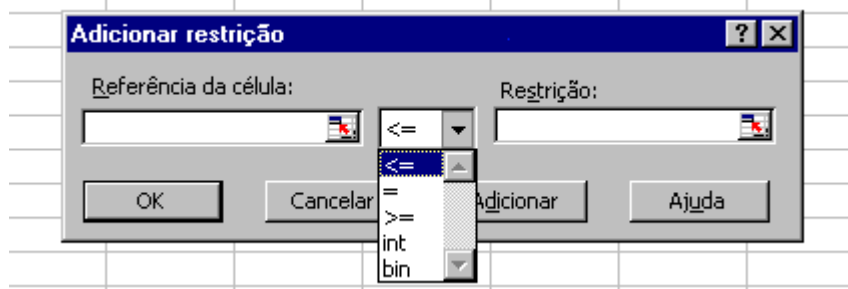 Adicionar restrição ?
Referência da célula: Restrição:
<=
<=
=
>=
int
bin
OK Cancelar Adicionar Ajuda